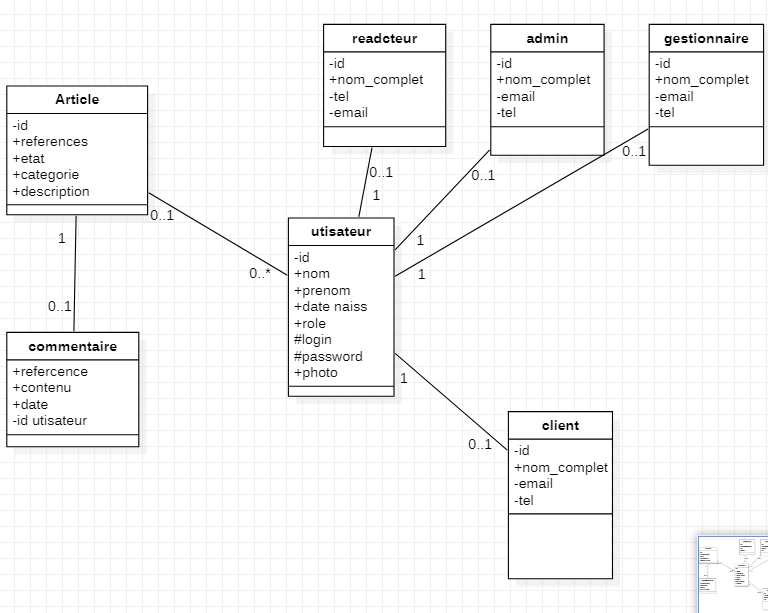 readcteur
-id
+nom_complet
-tel
-email
admin
-id
+nom_complet
-email
-tel
gestionnaire
-id
+nom_complet
-email
-tel
Article
-id
+references
+etat
+categorie
+description
0..1
0..1
0..1
1
0..1
1
1
0..*
1
1
0..1
utisateur
-id
+nom
+prenom
+date naiss
+role
#login
#password
+photo
commentaire
+refercence
+contenu
+date
-id utisateur
1
0..1
client
-id
+nom_complet
-email
-tel